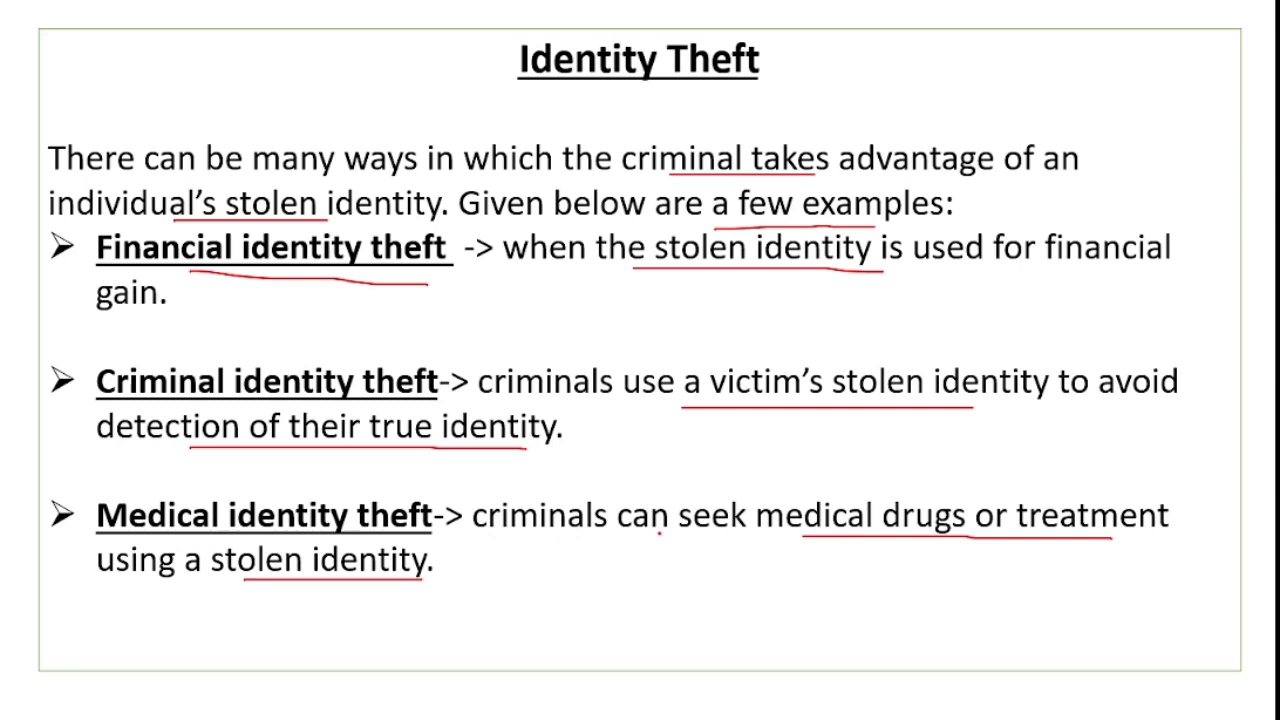 Identity Theft
There can be many ways in which the criminal takes advantage of an
individual’s stolen identity. Given below are a few examples:
➢ Financial identity theft -> when the stolen identity is used for financial
gain.
➢ Criminal identity theft-> criminals use a victim’s stolen identity to avoid
detection of their true identity.
➢ Medical identity theft-> criminals can seek medical drugs or treatment
using a stolen identity.